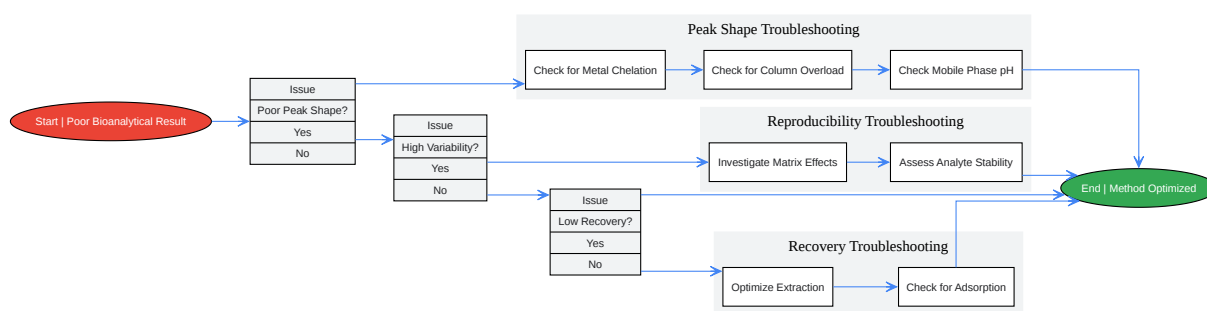 Start | Poor Bioanalytical Result
Issue
Poor Peak Shape?
Yes
No
Issue
High Variability?
Yes
No
Issue
Low Recovery?
Yes
No
Peak Shape Troubleshooting
Check for Metal Chelation
Check for Column Overload
Check Mobile Phase pH
Reproducibility Troubleshooting
Investigate Matrix Effects
Assess Analyte Stability
Recovery Troubleshooting
Optimize Extraction
Check for Adsorption
End | Method Optimized